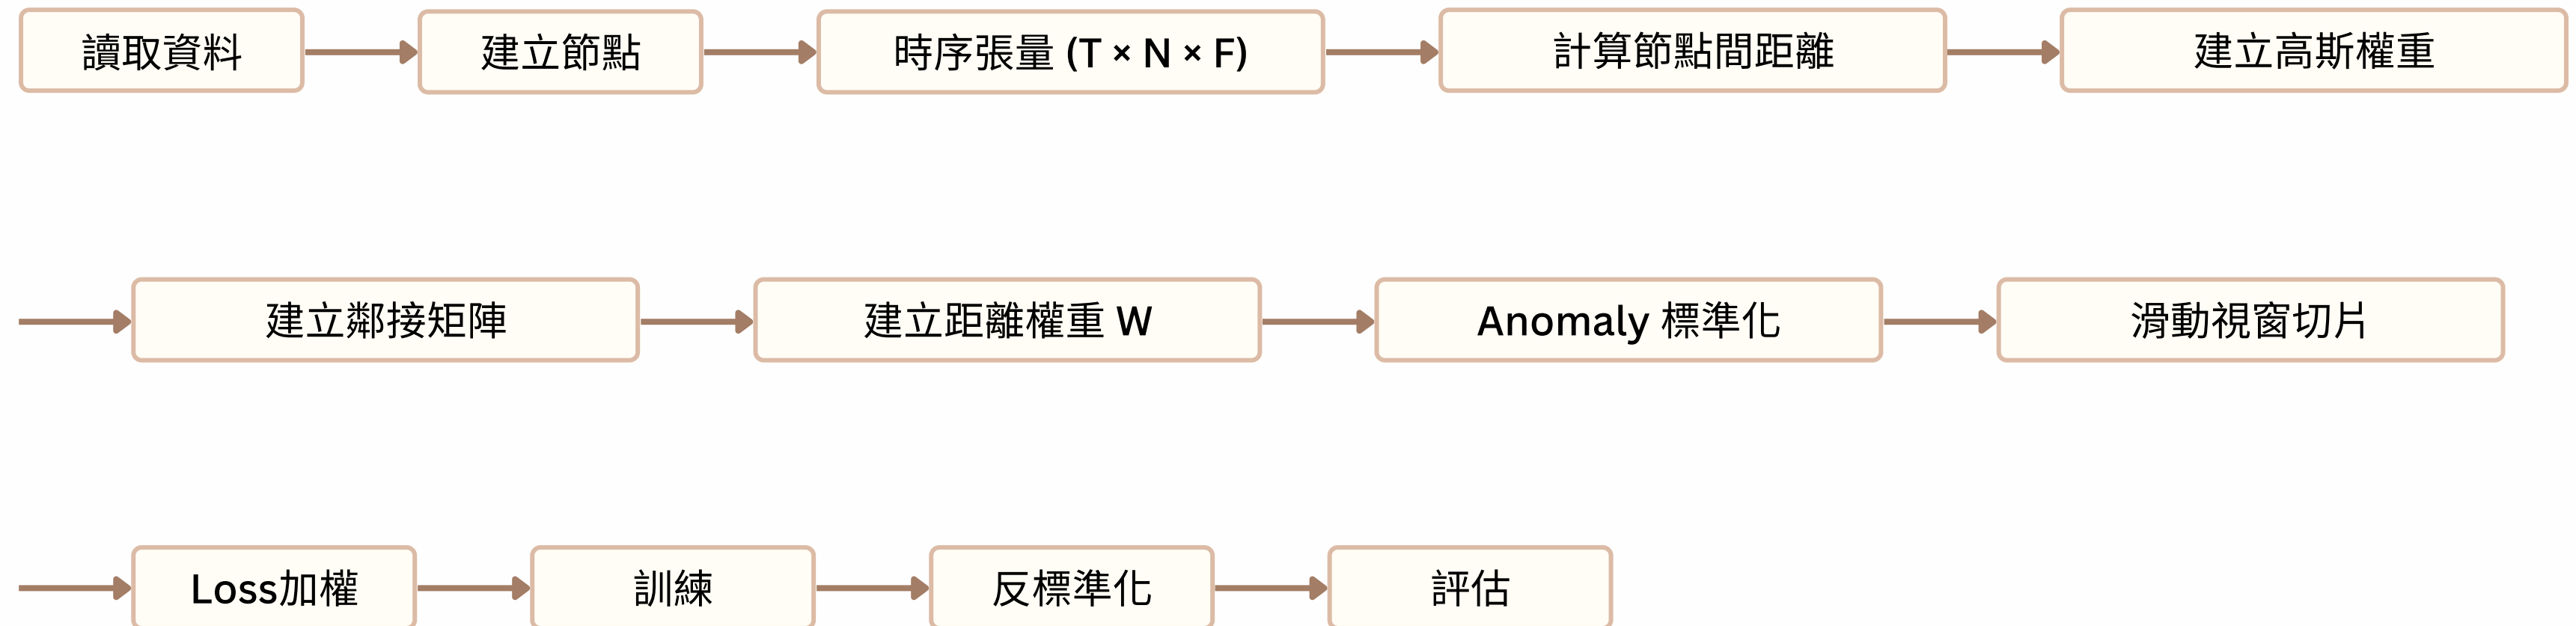 讀取資料
建立節點
時序張量 (T × N × F)
計算節點間距離
建立高斯權重
建立鄰接矩陣
建立距離權重 W
Anomaly 標準化
滑動視窗切片
Loss加權
訓練
反標準化
評估